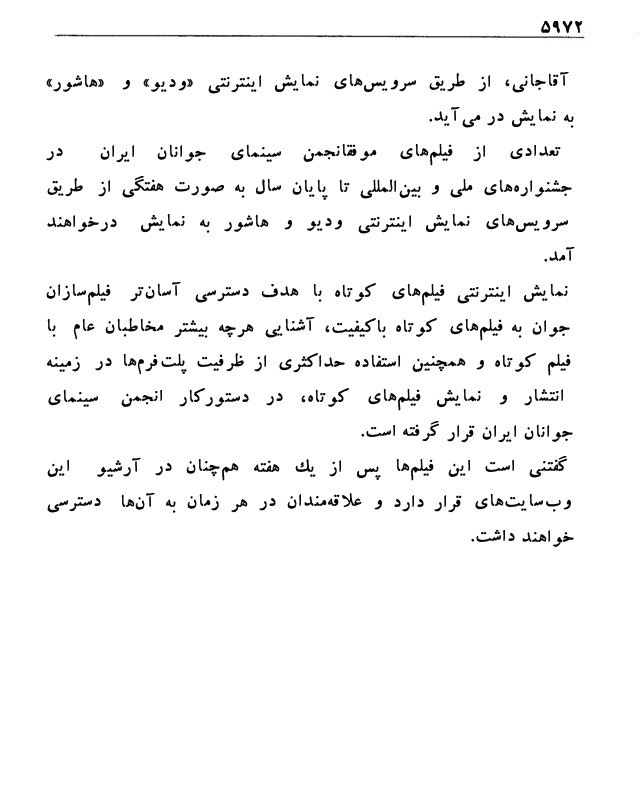 ۵۹۷۲
آقاجانی، از طریق سرویس‌های نمایش اینترنتی «ودیو» و «هاشور»
به نمایش در می‌آید.
تعدادی از فیلم‌های موفقانجمن سینمای جوانان ایران در
جشنواره‌های ملی و بین‌المللی تا پایان سال به صورت هفتگی از طریق
سرویس‌های نمایش اینترنتی ودیو و هاشور به نمایش درخواهند
آمد.
نمایش اینترنتی فیلم‌های کوتاه با هدف دسترسی آسان‌تر فیلم‌سازان
جوان به فیلم‌های کوتاه باکیفیت، آشنایی هرچه بیشتر مخاطبان عام با
فیلم کوتاه و همچنین استفاده حداکثری از ظرفیت پلت‌فرم‌ها در زمینه
انتشار و نمایش فیلم‌های کوتاه، در دستورکار انجمن سینمای
جوانان ایران قرار گرفته است.
گفتنی است این فیلم‌ها پس از یك هفته هم‌چنان در آرشیو این
وب‌سایت‌های قرار دارد و علاقه‌مندان در هر زمان به آن‌ها دسترسی
خواهند داشت.